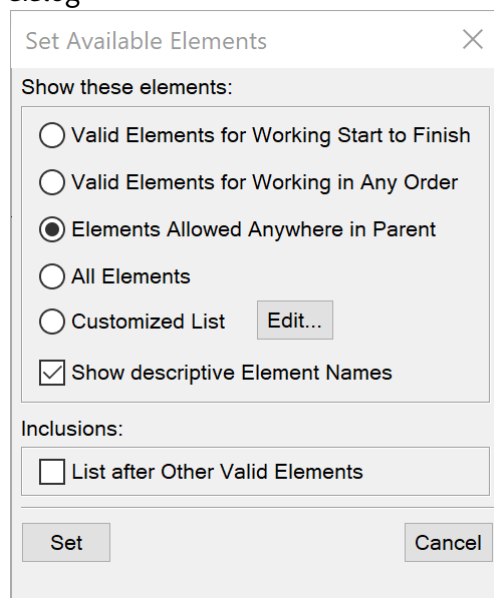 Set Available Elements
Show these elements:
Valid Elements for Working Start to Finish
Valid Elements for Working in Any Order
Elements Allowed Anywhere in Parent
All Elements
Customized List Edit...
Show descriptive Element Names
Inclusions:
List after Other Valid Elements
Set Cancel